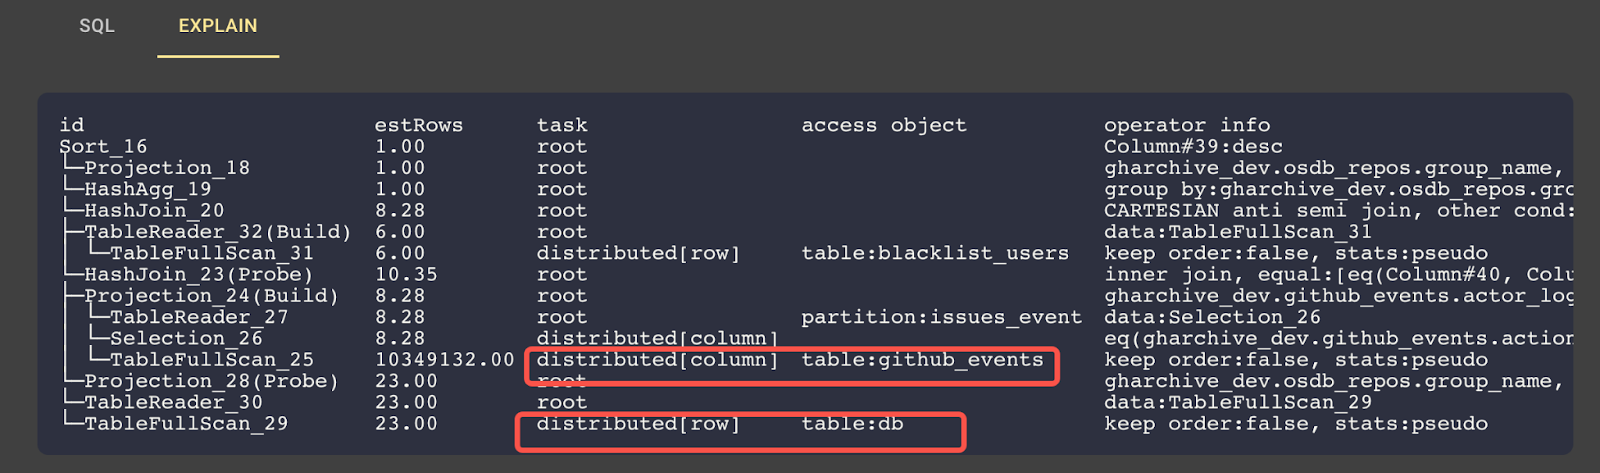 SQL EXPLAIN
id estRows task access object operator info
Sort_16 1.00 root Column#39:desc
└─Projection_18 1.00 root gharchive_dev.osdb_repos.group_name,
└─HashAgg_19 1.00 root group by:gharchive_dev.osdb_repos.gro
└─HashJoin_20 8.28 root CARTESIAN anti semi join, other cond:
├─TableReader_32(Build) 6.00 root data:TableFullScan_31
│ └─TableFullScan_31 6.00 distributed[row] table:blacklist_users keep order:false, stats:pseudo
└─HashJoin_23(Probe) 10.35 root inner join, equal:[eq(Column#40, Colu
├─Projection_24(Build) 8.28 root gharchive_dev.github_events.actor_log
│ └─TableReader_27 8.28 root partition:issues_event data:Selection_26
│ └─Selection_26 8.28 distributed[column] eq(gharchive_dev.github_events.action
│ └─TableFullScan_25 10349132.00 distributed[column] table:github_events keep order:false, stats:pseudo
└─Projection_28(Probe) 23.00 root gharchive_dev.osdb_repos.group_name,
└─TableReader_30 23.00 root data:TableFullScan_29
└─TableFullScan_29 23.00 distributed[row] table:db keep order:false, stats:pseudo